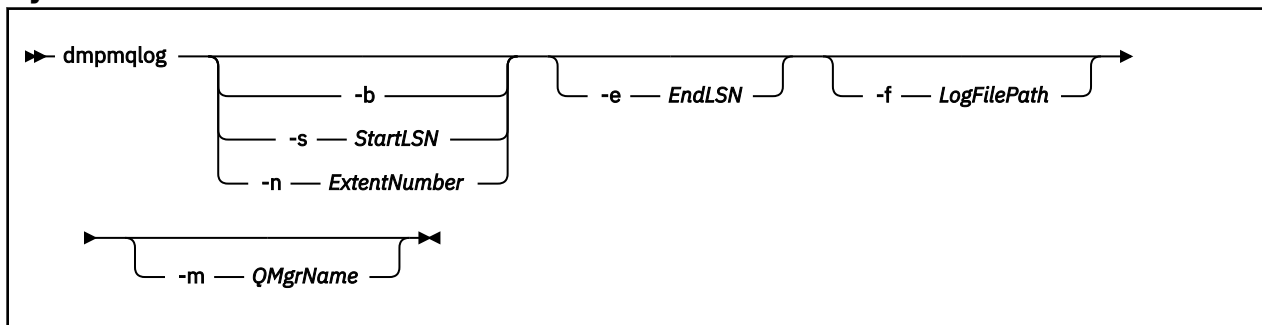 dmpmqlog
-b -e EndLSN -f LogFilePath
-s StartLSN
-n ExtentNumber
-m QMgrName